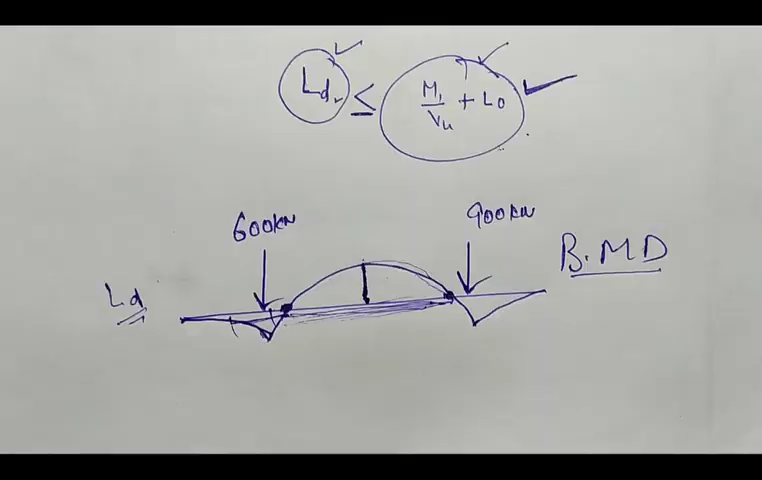 Ld ≤ M1/Vu + L0
600kN
900kN
B.M D
Ld